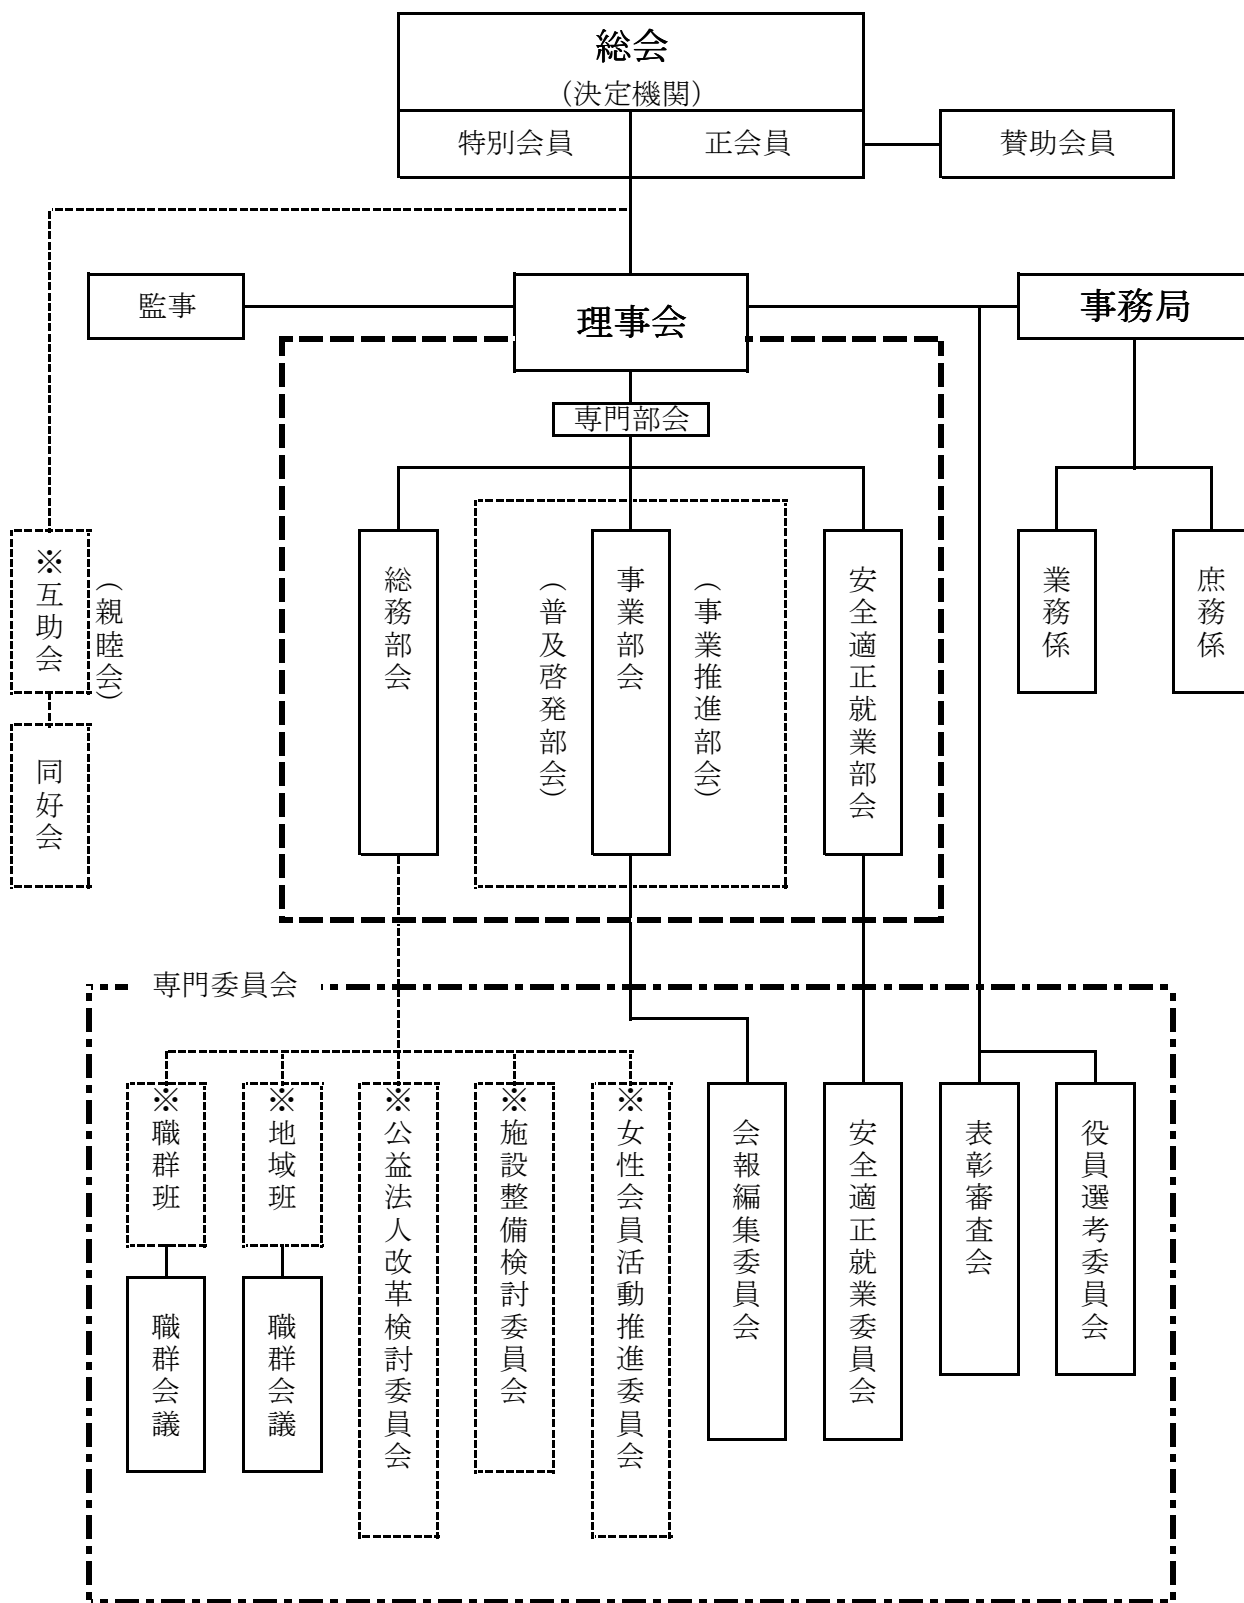 総会
(決定機関)
特別会員
正会員
賛助会員
監事
理事会
事務局
専門部会
※互助会
(親睦会)
同好会
総務部会
(普及啓発部会)
事業部会
(事業推進部会)
安全適正就業部会
業務係
庶務係
専門委員会
※職群班
※地域班
※公益法人改革検討委員会
※施設整備検討委員会
※女性会員活動推進委員会
会報編集委員会
安全適正就業委員会
表彰審査会
役員選考委員会
職群会議
職群会議